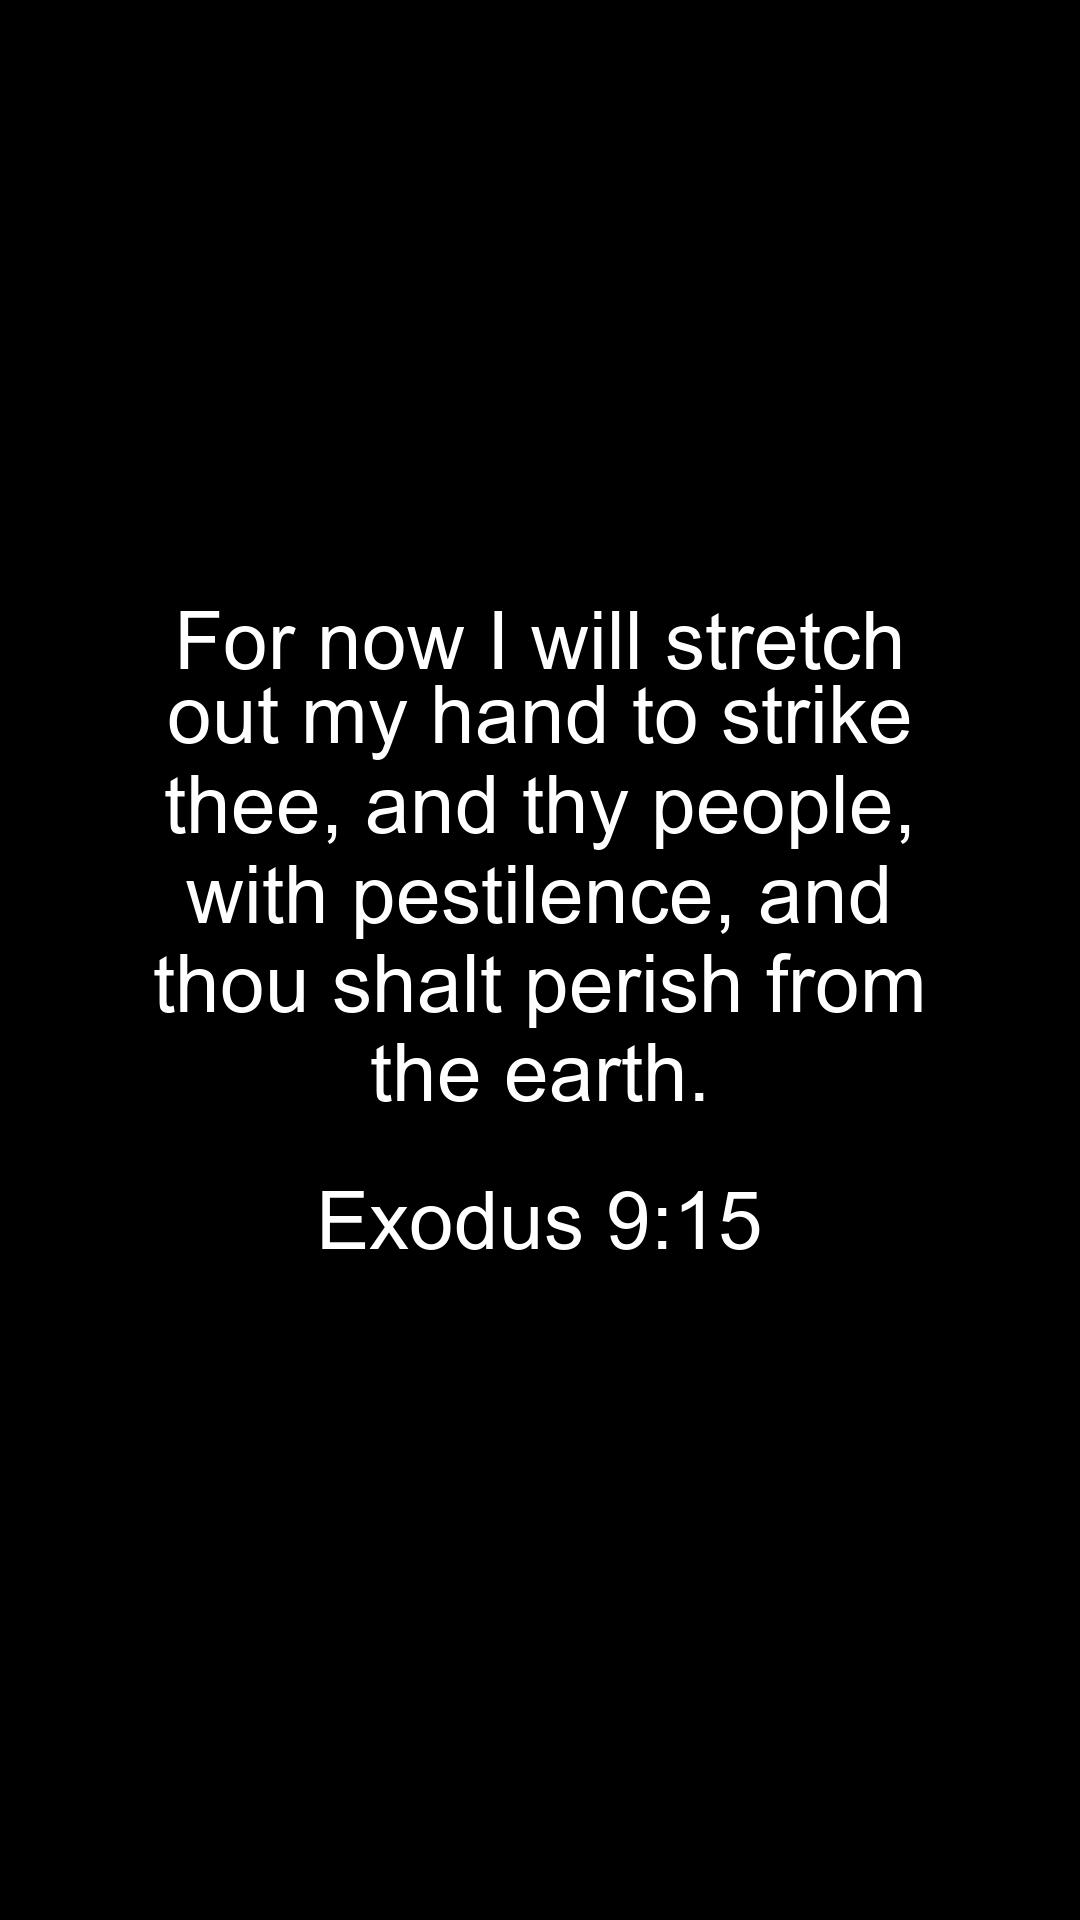 For now I will stretch
out my hand to strike
thee, and thy people,
with pestilence, and
thou shalt perish from
the earth.
Exodus 9:15